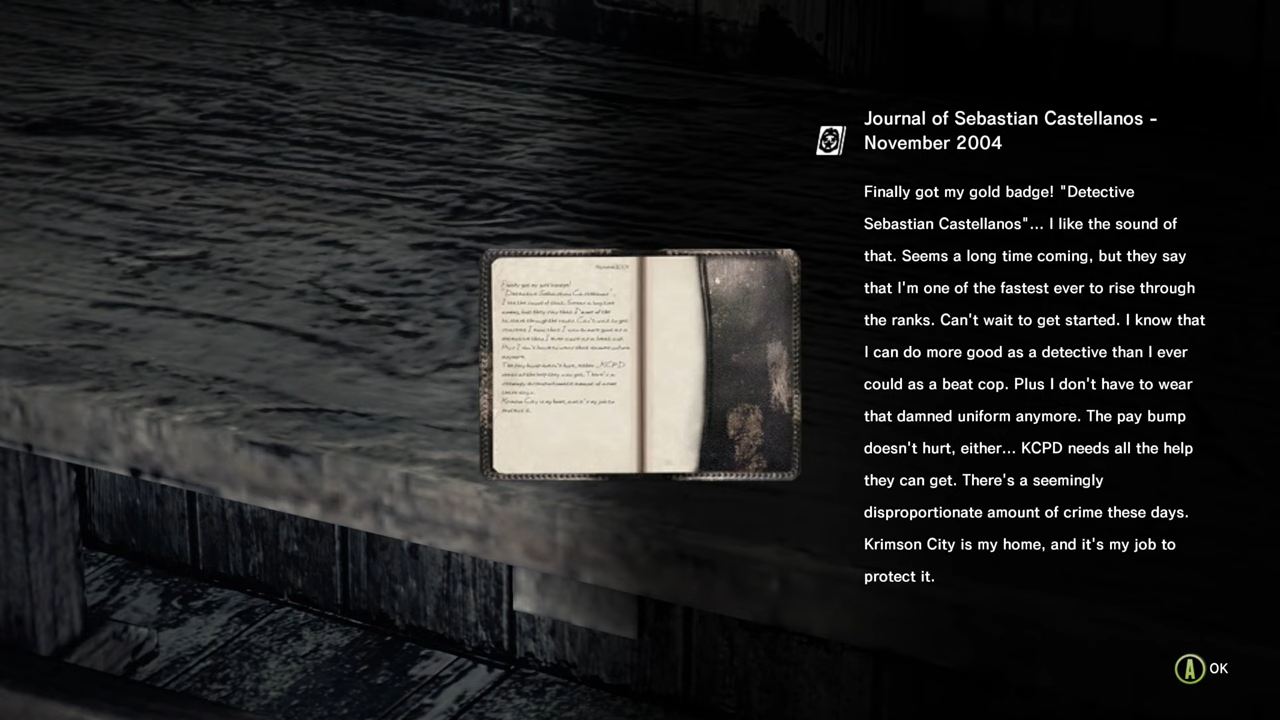 Journal of Sebastian Castellanos -
November 2004
Finally got my gold badge! "Detective
Sebastian Castellanos"... I like the sound of
that. Seems a long time coming, but they say
that I'm one of the fastest ever to rise through
the ranks. Can't wait to get started. I know that
I can do more good as a detective than I ever
could as a beat cop. Plus I don't have to wear
that damned uniform anymore. The pay bump
doesn't hurt, either... KCPD needs all the help
they can get. There's a seemingly
disproportionate amount of crime these days.
Krimson City is my home, and it's my job to
protect it.
A OK